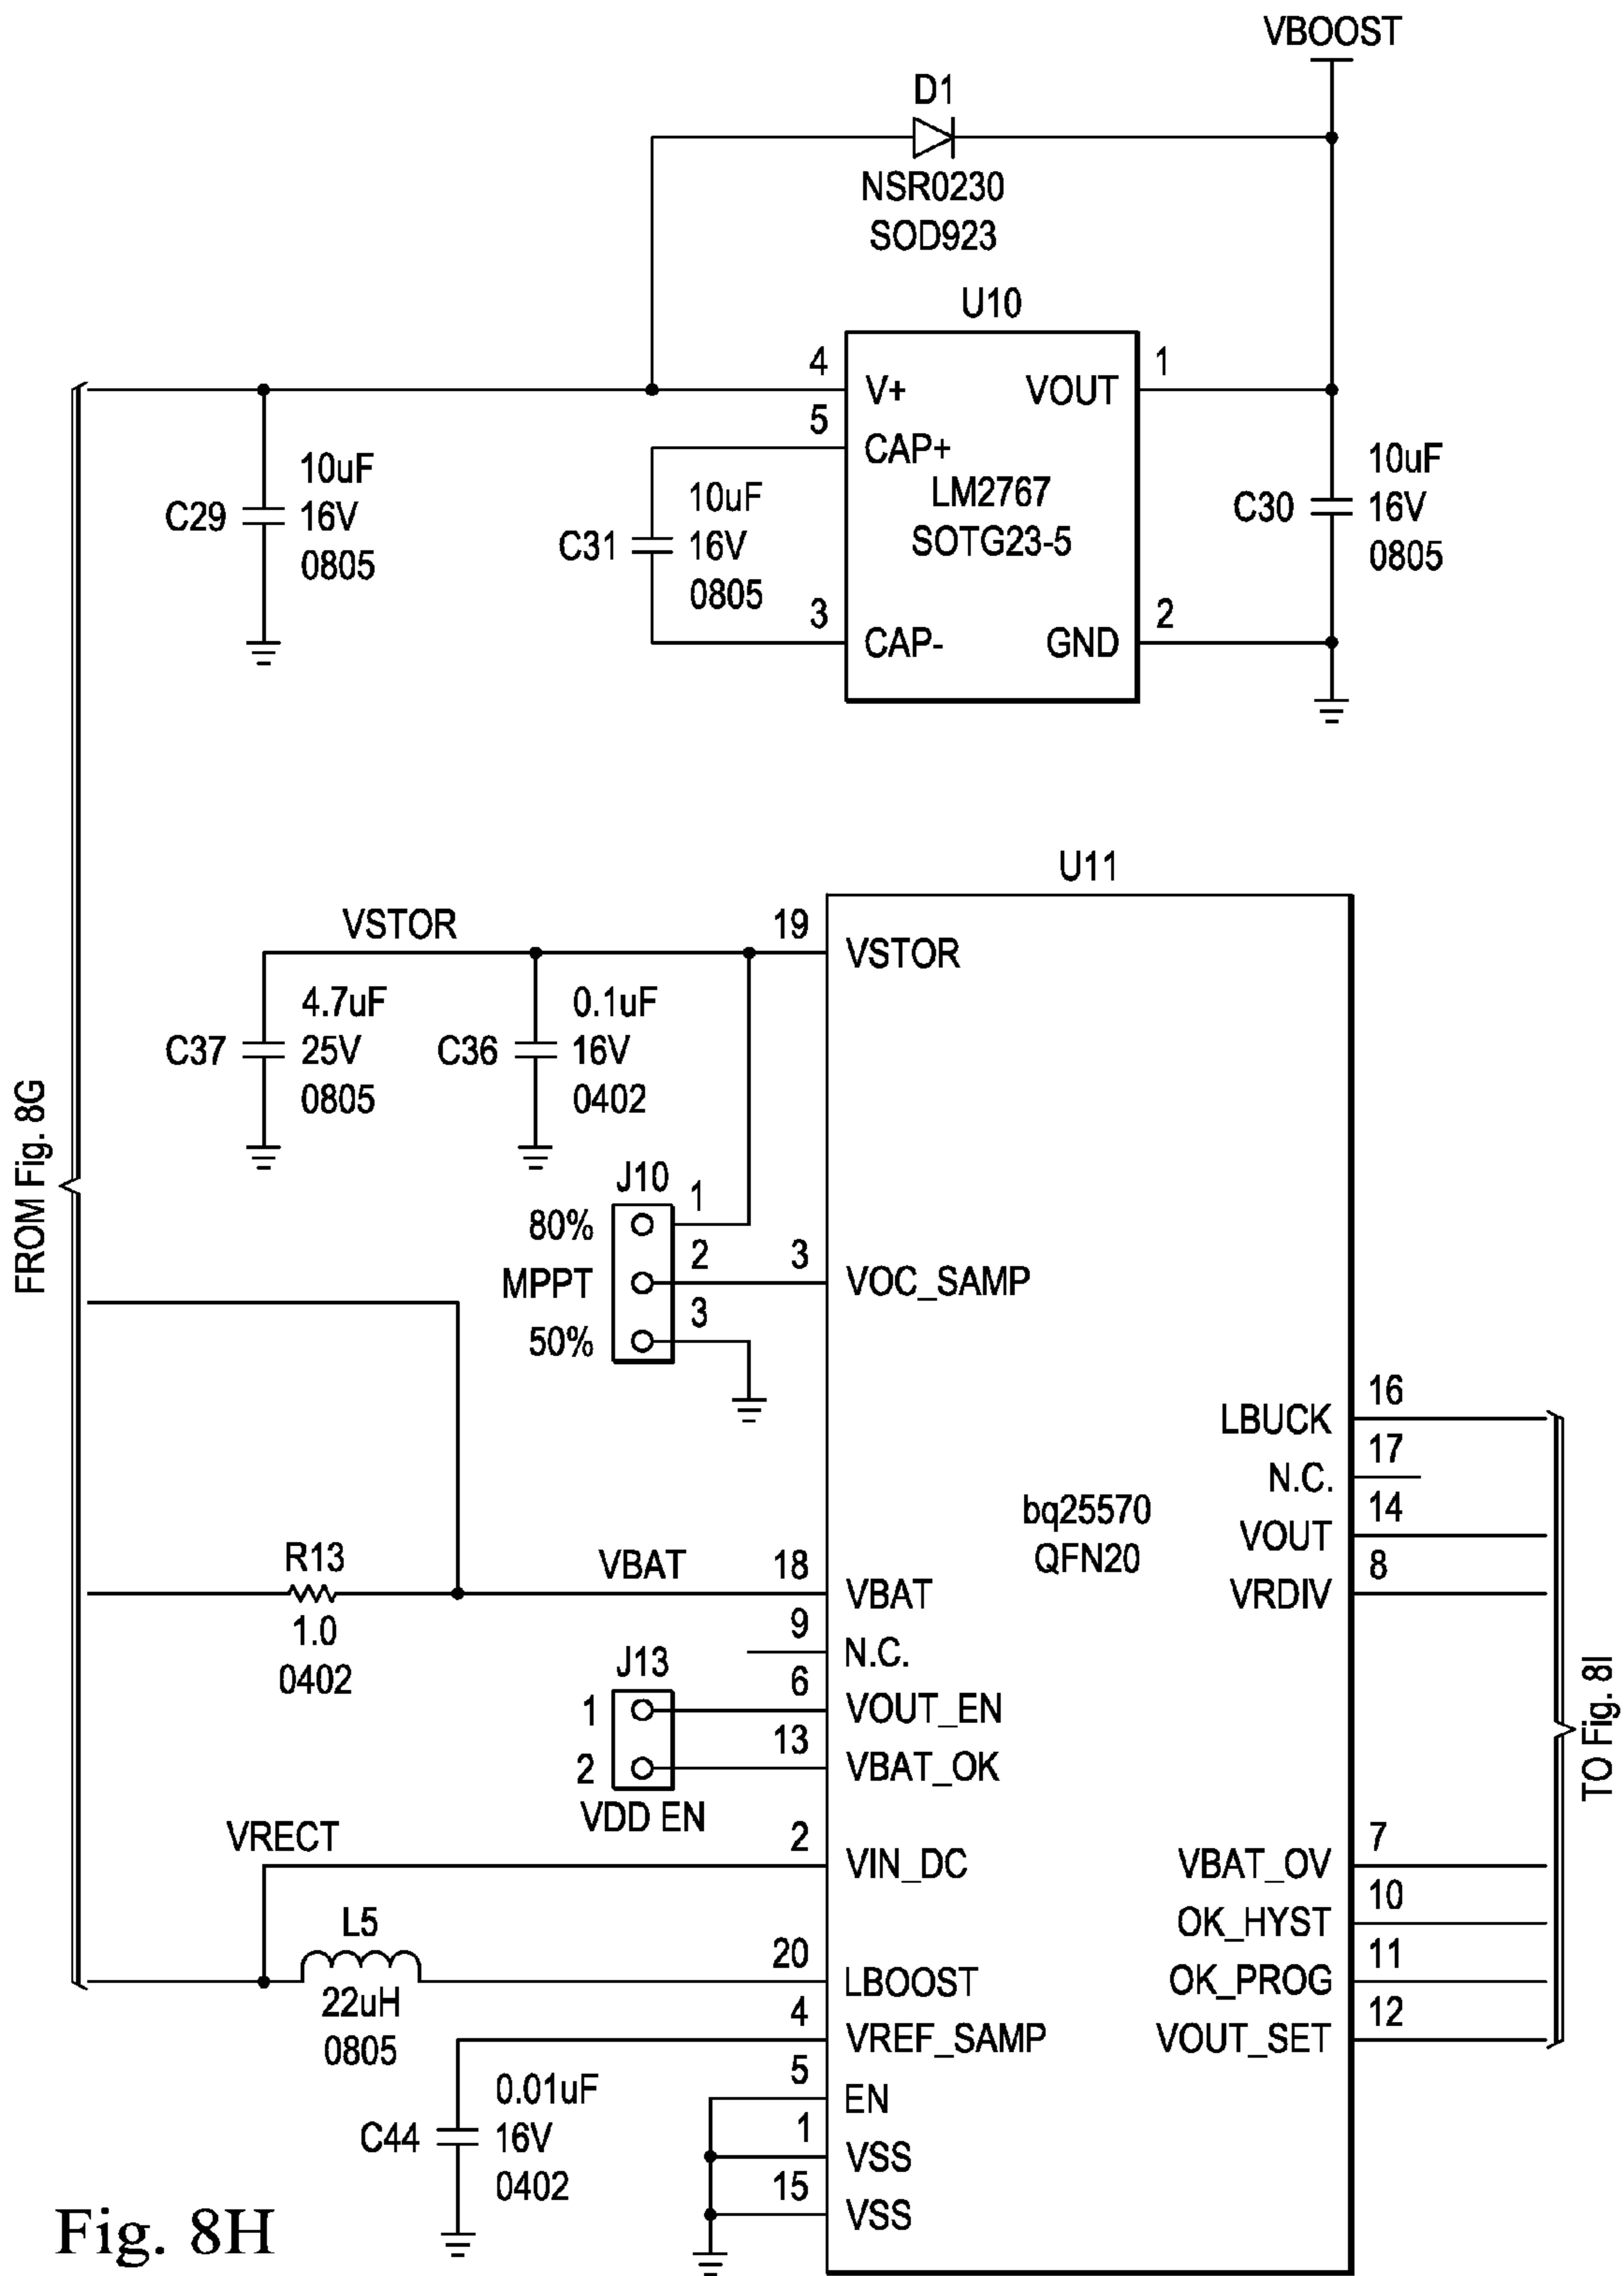 VBOOST
D1
NSR0230
SOD923
U10
4
V+
VOUT
1
5
CAP+
10uF
16V
0805
C29
10uF
16V
0805
C31
LM2767
SOTG23-5
10uF
16V
0805
C30
3
CAP-
GND
2
U11
VSTOR
19
VSTOR
4.7uF
25V
0805
C37
0.1uF
16V
0402
C36
FROM Fig. 8G
J10
80%
1
MPPT
2
3
VOC_SAMP
50%
3
16
LBUCK
17
N.C.
bq25570
QFN20
14
VOUT
8
VRDIV
R13
1.0
0402
VBAT
18
VBAT
9
N.C.
J13
1
6
VOUT_EN
2
13
VBAT_OK
VDD EN
TO Fig. 8I
VRECT
2
VIN_DC
VBAT_OV
7
10
OK_HYST
L5
22uH
0805
20
LBOOST
OK_PROG
11
4
VREF_SAMP
VOUT_SET
12
5
EN
0.01uF
16V
0402
C44
1
VSS
15
VSS
Fig. 8H